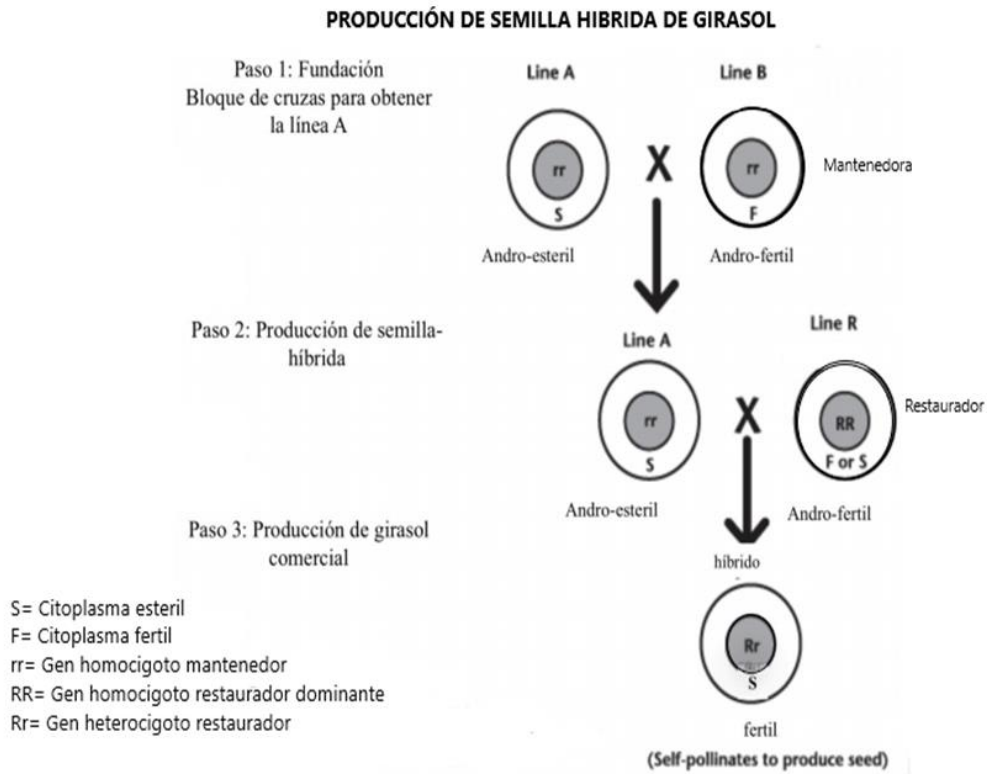 PRODUCCIÓN DE SEMILLA HIBRIDA DE GIRASOL
Paso 1: Fundación
Bloque de cruzas para obtener
la línea A
Line A
Line B
rr
S
X
rr
F
Mantenedora
Andro-esteril
Andro-fertil
Paso 2: Producción de semilla-
híbrida
Line A
Line R
rr
S
X
RR
F or S
Restaurador
Andro-esteril
Andro-fertil
Paso 3: Producción de girasol
comercial
híbrido
Rr
S
fertil
(Self-pollinates to produce seed)
S= Citoplasma esteril
F= Citoplasma fertil
rr= Gen homocigoto mantenedor
RR= Gen homocigoto restaurador dominante
Rr= Gen heterocigoto restaurador